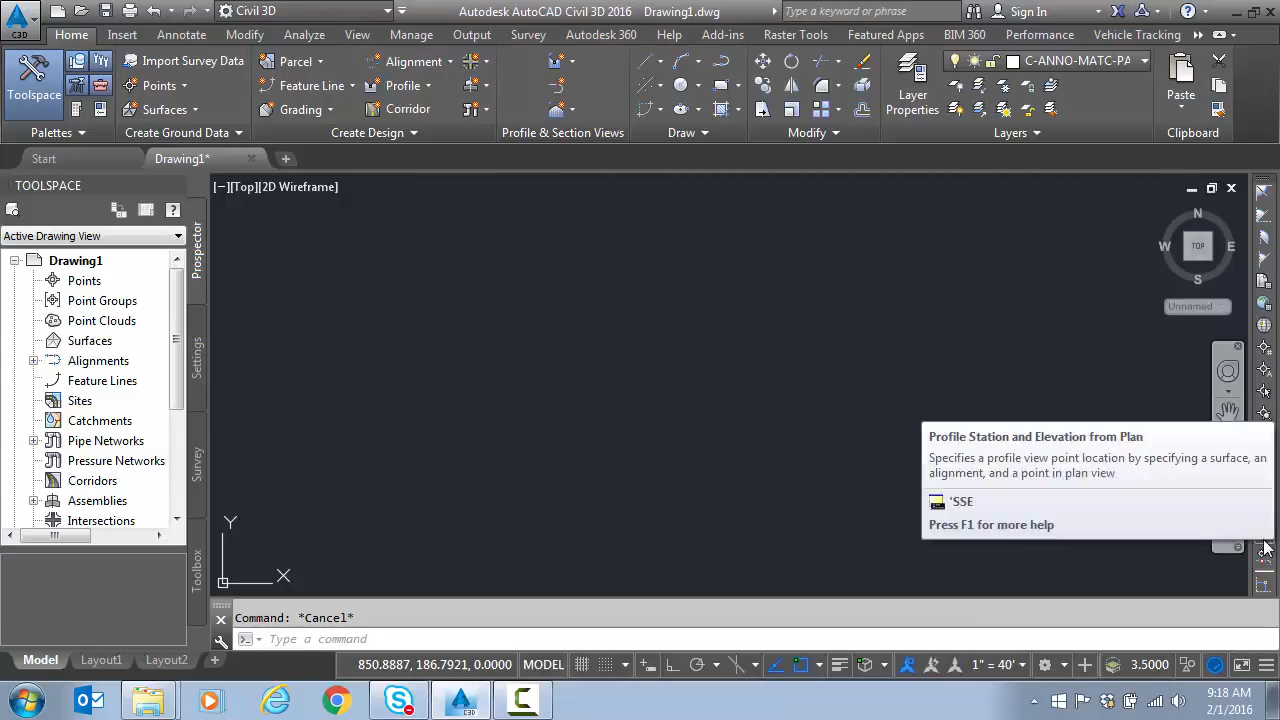 Civil 3D
Autodesk AutoCAD Civil 3D 2016 Drawing1.dwg
Type a keyword or phrase
Sign In
C3D
Home Insert Annotate Modify Analyze View Manage Output Survey Autodesk 360 Help Add-ins Raster Tools Featured Apps BIM 360 Performance Vehicle Tracking
Toolspace
Import Survey Data
Points
Surfaces
Parcel
Feature Line
Grading
Alignment
Profile
Corridor
Layer
Properties
C-ANNO-MATC-PA
Paste
Palettes Create Ground Data Create Design Profile & Section Views Draw Modify Layers Clipboard
Start Drawing1*
TOOLSPACE
Active Drawing View
Drawing1
Points
Point Groups
Point Clouds
Surfaces
Alignments
Feature Lines
Sites
Catchments
Pipe Networks
Pressure Networks
Corridors
Assemblies
Intersections
Prospector
Settings
Survey
Toolbox
[−][Top][2D Wireframe]
N
W TOP E
S
Unnamed
Profile Station and Elevation from Plan
Specifies a profile view point location by specifying a surface, an
alignment, and a point in plan view
'SSE
Press F1 for more help
Y
X
Command: *Cancel*
Type a command
Model Layout1 Layout2
850.8887, 186.7921, 0.0000 MODEL 1" = 40' 3.5000
C3D
9:18 AM
2/1/2016